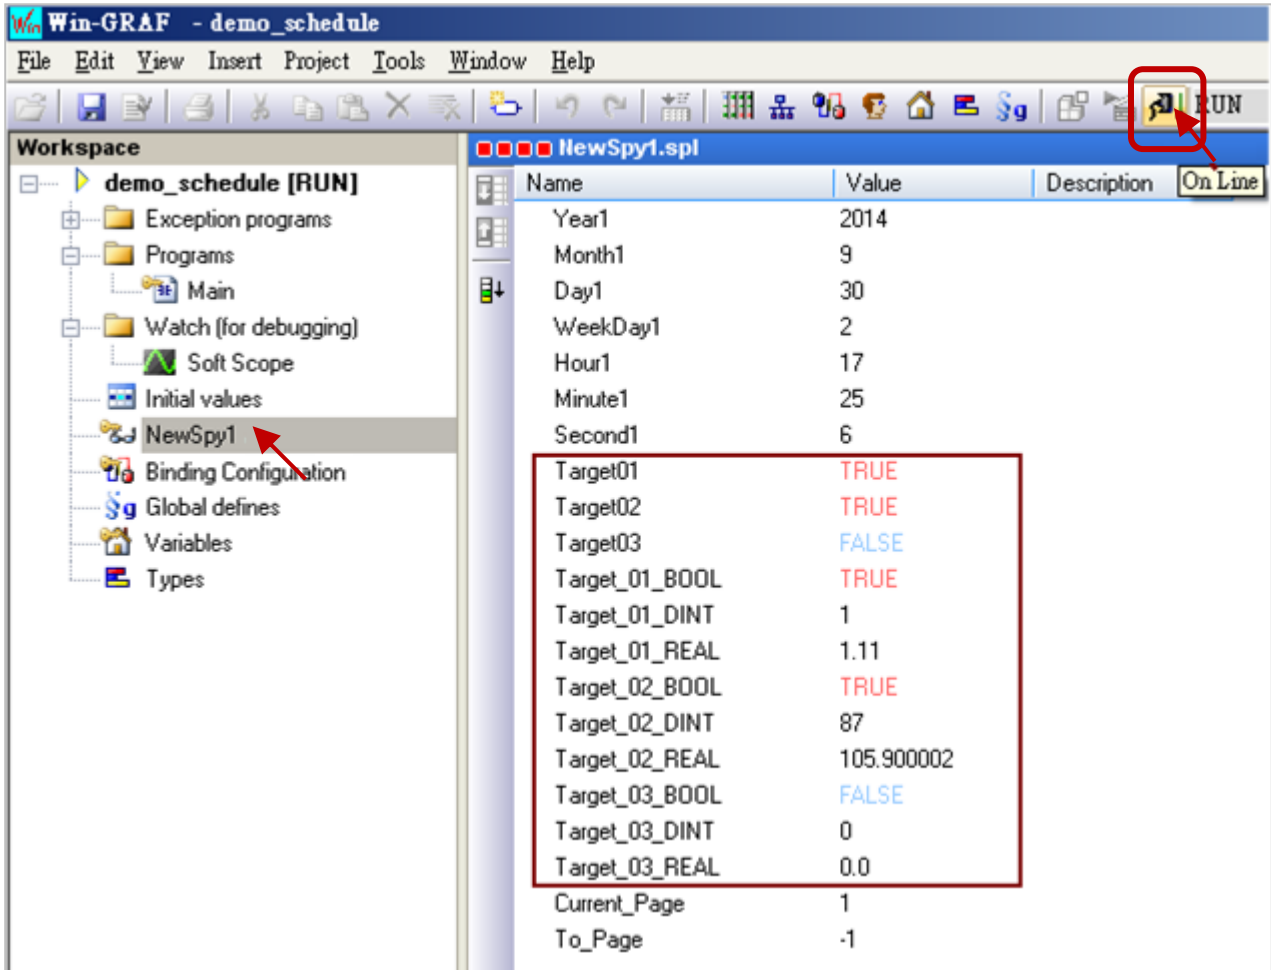 Win Win-GRAF - demo_schedule
File Edit View Insert Project Tools Window Help
§g RUN
Workspace
NewSpy1.spl
On Line
demo_schedule [RUN]
Exception programs
Programs
Main
Watch (for debugging)
Soft Scope
Initial values
NewSpy1
Binding Configuration
§g Global defines
Variables
Types
Name Value Description
Year1 2014
Month1 9
Day1 30
WeekDay1 2
Hour1 17
Minute1 25
Second1 6
Target01 TRUE
Target02 TRUE
Target03 FALSE
Target_01_BOOL TRUE
Target_01_DINT 1
Target_01_REAL 1.11
Target_02_BOOL TRUE
Target_02_DINT 87
Target_02_REAL 105.900002
Target_03_BOOL FALSE
Target_03_DINT 0
Target_03_REAL 0.0
Current_Page 1
To_Page -1